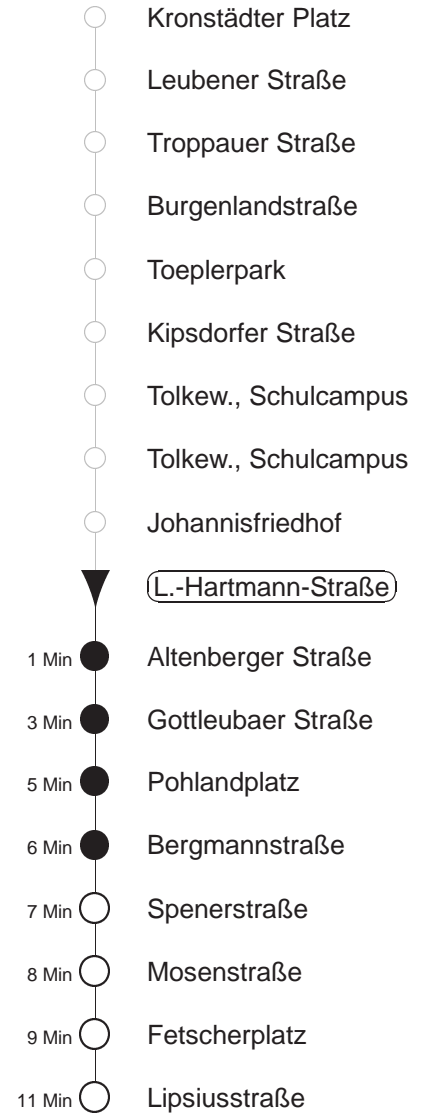 Kronstädter Platz
Leubener Straße
Troppauer Straße
Burgenlandstraße
Toeplerpark
Kipsdorfer Straße
Tolkew., Schulcampus
Tolkew., Schulcampus
Johannisfriedhof
L.-Hartmann-Straße
1 Min Altenberger Straße
3 Min Gottleubaer Straße
5 Min Pohlandplatz
6 Min Bergmannstraße
7 Min Spenerstraße
8 Min Mosenstraße
9 Min Fetscherplatz
11 Min Lipsiusstraße